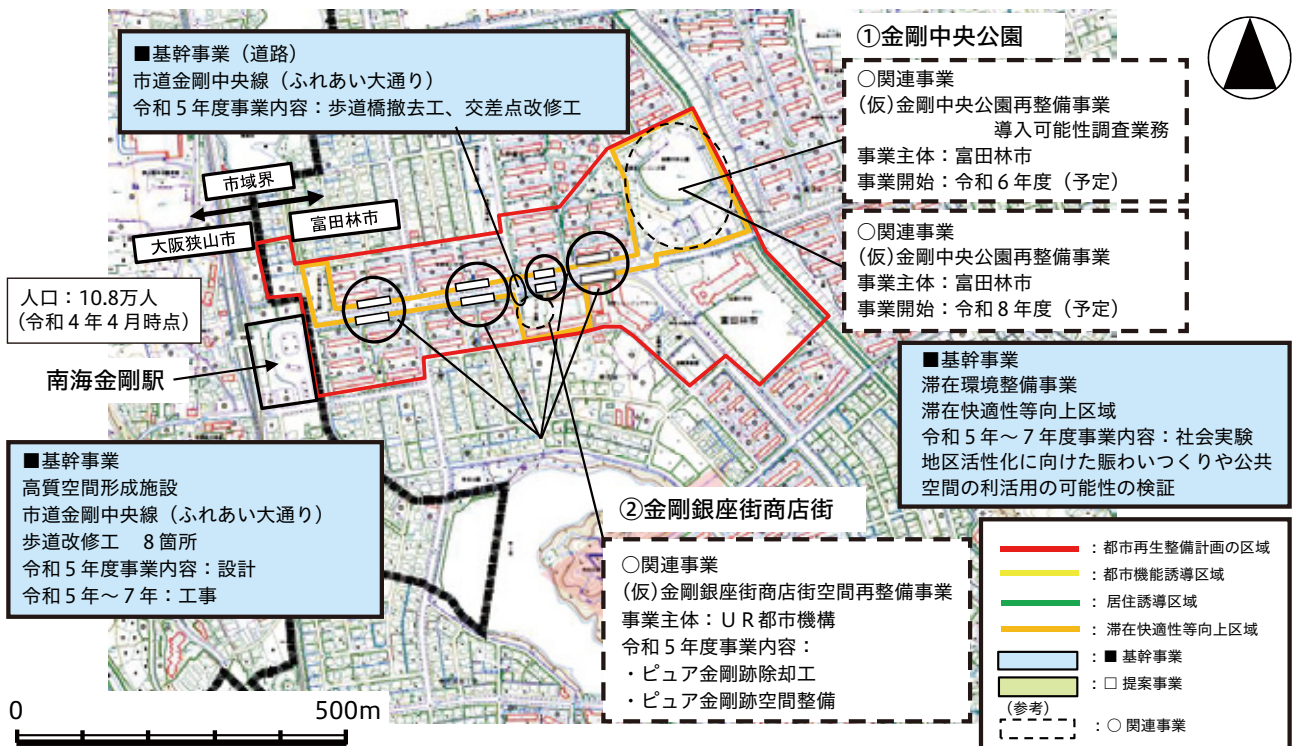 ■基幹事業（道路）
市道金剛中央線（ふれあい大通り）
令和５年度事業内容：歩道橋撤去工、交差点改修工
①金剛中央公園
○関連事業
(仮)金剛中央公園再整備事業
導入可能性調査業務
事業主体：富田林市
事業開始：令和６年度（予定）
○関連事業
(仮)金剛中央公園再整備事業
事業主体：富田林市
事業開始：令和８年度（予定）
市域界
富田林市
大阪狭山市
人口：10.8万人
（令和４年４月時点）
南海金剛駅
富田林市
■基幹事業
滞在環境整備事業
滞在快適性等向上区域
令和５年～７年度事業内容：社会実験
地区活性化に向けた賑わいつくりや公共
空間の利活用の可能性の検証
■基幹事業
高質空間形成施設
市道金剛中央線（ふれあい大通り）
歩道改修工　８箇所
令和５年度事業内容：設計
令和５年～７年：工事
②金剛銀座街商店街
○関連事業
(仮)金剛銀座街商店街空間再整備事業
事業主体：ＵＲ都市機構
令和５年度事業内容：
・ピュア金剛跡除却工
・ピュア金剛跡空間整備
：都市再生整備計画の区域
：都市機能誘導区域
：居住誘導区域
：滞在快適性等向上区域
：■ 基幹事業
：□ 提案事業
（参考）
：○ 関連事業
0
500m